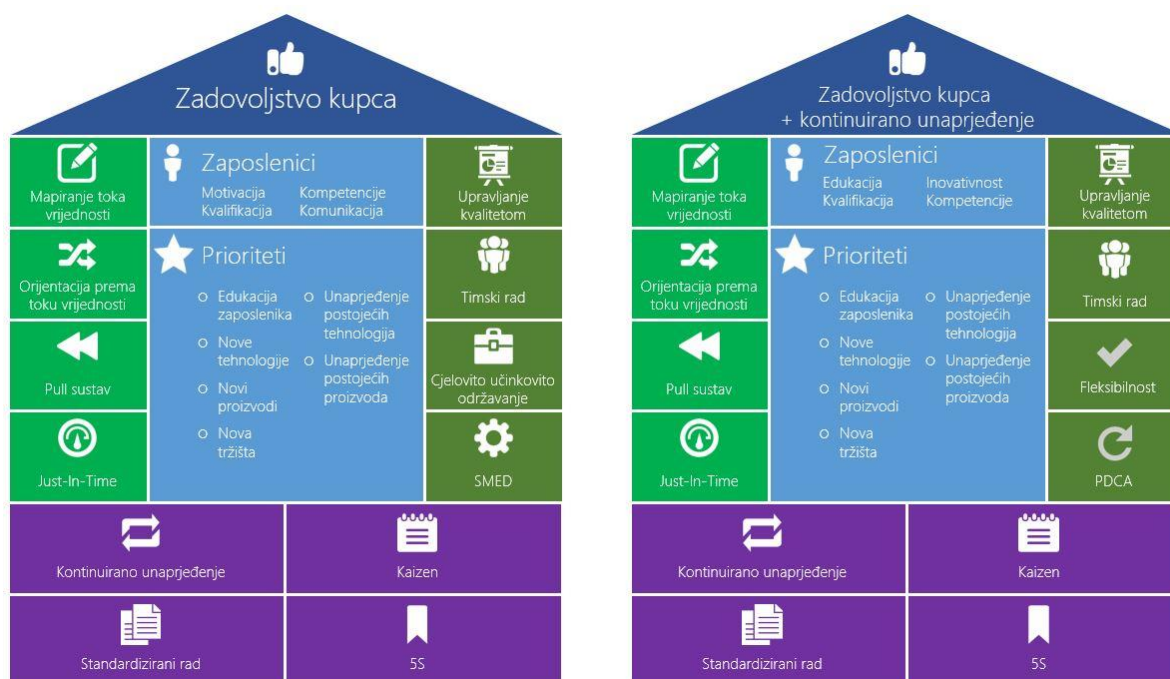 Zadovoljstvo kupca
Mapiranje toka
vrijednosti
Orijentacija prema
toku vrijednosti
Pull sustav
Just-In-Time
Zaposlenici
Motivacija
Kvalifikacija
Kompetencije
Komunikacija
Prioriteti
Edukacija
zaposlenika
Nove
tehnologije
Novi
proizvodi
Nova
tržišta
Unaprjeđenje
postojećih
tehnologija
Unaprjeđenje
postojećih
proizvoda
Upravljanje
kvalitetom
Timski rad
Cjelovito učinkovito
održavanje
SMED
Kontinuirano unaprjeđenje
Kaizen
Standardizirani rad
5S
Zadovoljstvo kupca
+ kontinuirano unaprjeđenje
Mapiranje toka
vrijednosti
Orijentacija prema
toku vrijednosti
Pull sustav
Just-In-Time
Zaposlenici
Edukacija
Kvalifikacija
Inovativnost
Kompetencije
Prioriteti
Edukacija
zaposlenika
Nove
tehnologije
Novi
proizvodi
Nova
tržišta
Unaprjeđenje
postojećih
tehnologija
Unaprjeđenje
postojećih
proizvoda
Upravljanje
kvalitetom
Timski rad
Fleksibilnost
PDCA
Kontinuirano unaprjeđenje
Kaizen
Standardizirani rad
5S